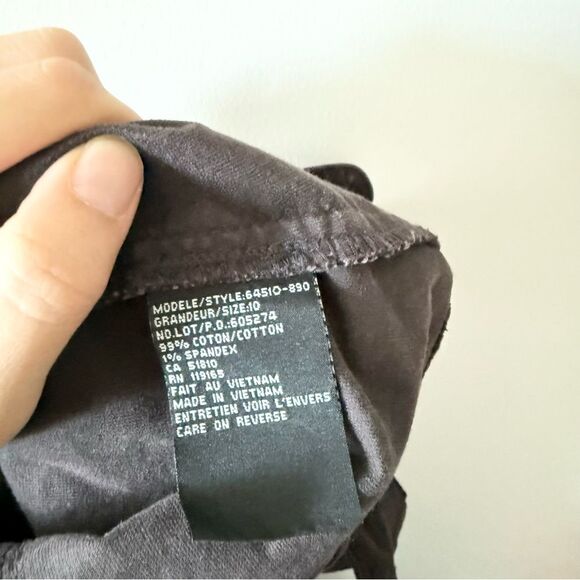 MODELE/STYLE:64510-890
GRANDEUR/SIZE:10
NO.LOT/P.O.:605274
99% COTON/COTTON
1% SPANDEX
CA 51810
RN 119165
FAIT AU VIETNAM
MADE IN VIETNAM
ENTRETIEN VOIR L'ENVERS
CARE ON REVERSE